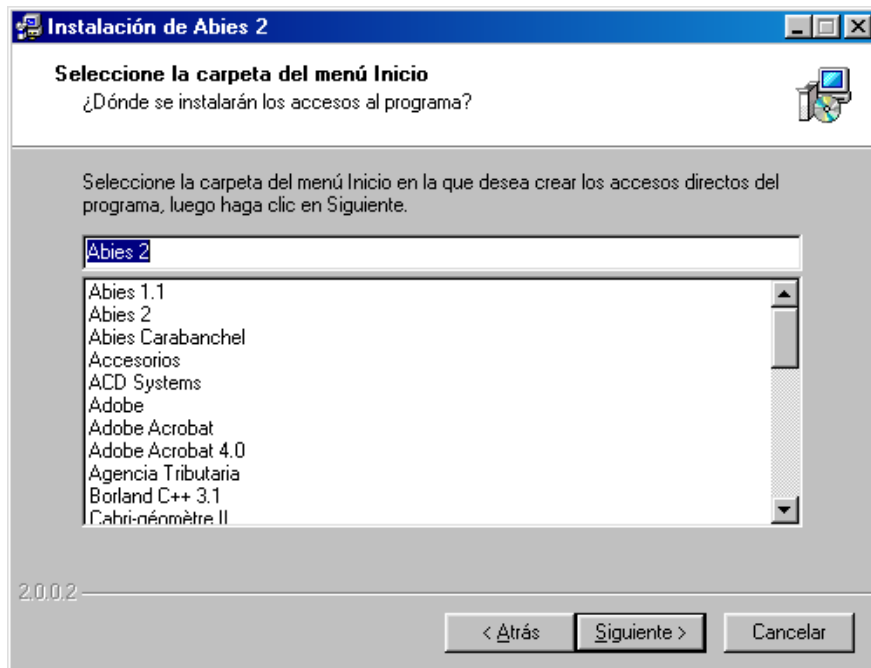 Instalación de Abies 2
Seleccione la carpeta del menú Inicio
¿Dónde se instalarán los accesos al programa?
Seleccione la carpeta del menú Inicio en la que desea crear los accesos directos del
programa, luego haga clic en Siguiente.
Abies 2
Abies 1.1
Abies 2
Abies Carabanchel
Accesorios
ACD Systems
Adobe
Adobe Acrobat
Adobe Acrobat 4.0
Agencia Tributaria
Borland C++ 3.1
Cabri-géomètre II
2.0.0.2
< Atrás
Siguiente >
Cancelar